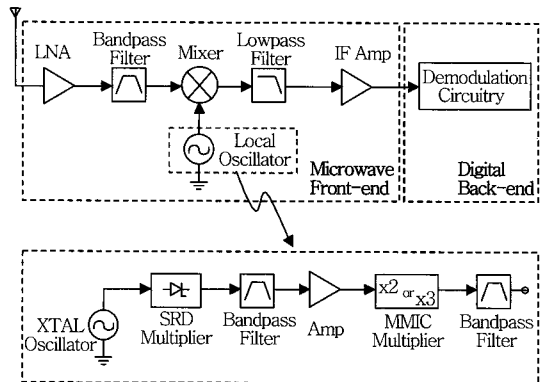 LNA
Bandpass
Filter
Mixer
Lowpass
Filter
IF Amp
Demodulation
Circuitry
Local
Oscillator
Microwave
Front-end
Digital
Back-end
XTAL
Oscillator
SRD
Multiplier
Bandpass
Filter
Amp
x2 or x3
MMIC
Multiplier
Bandpass
Filter